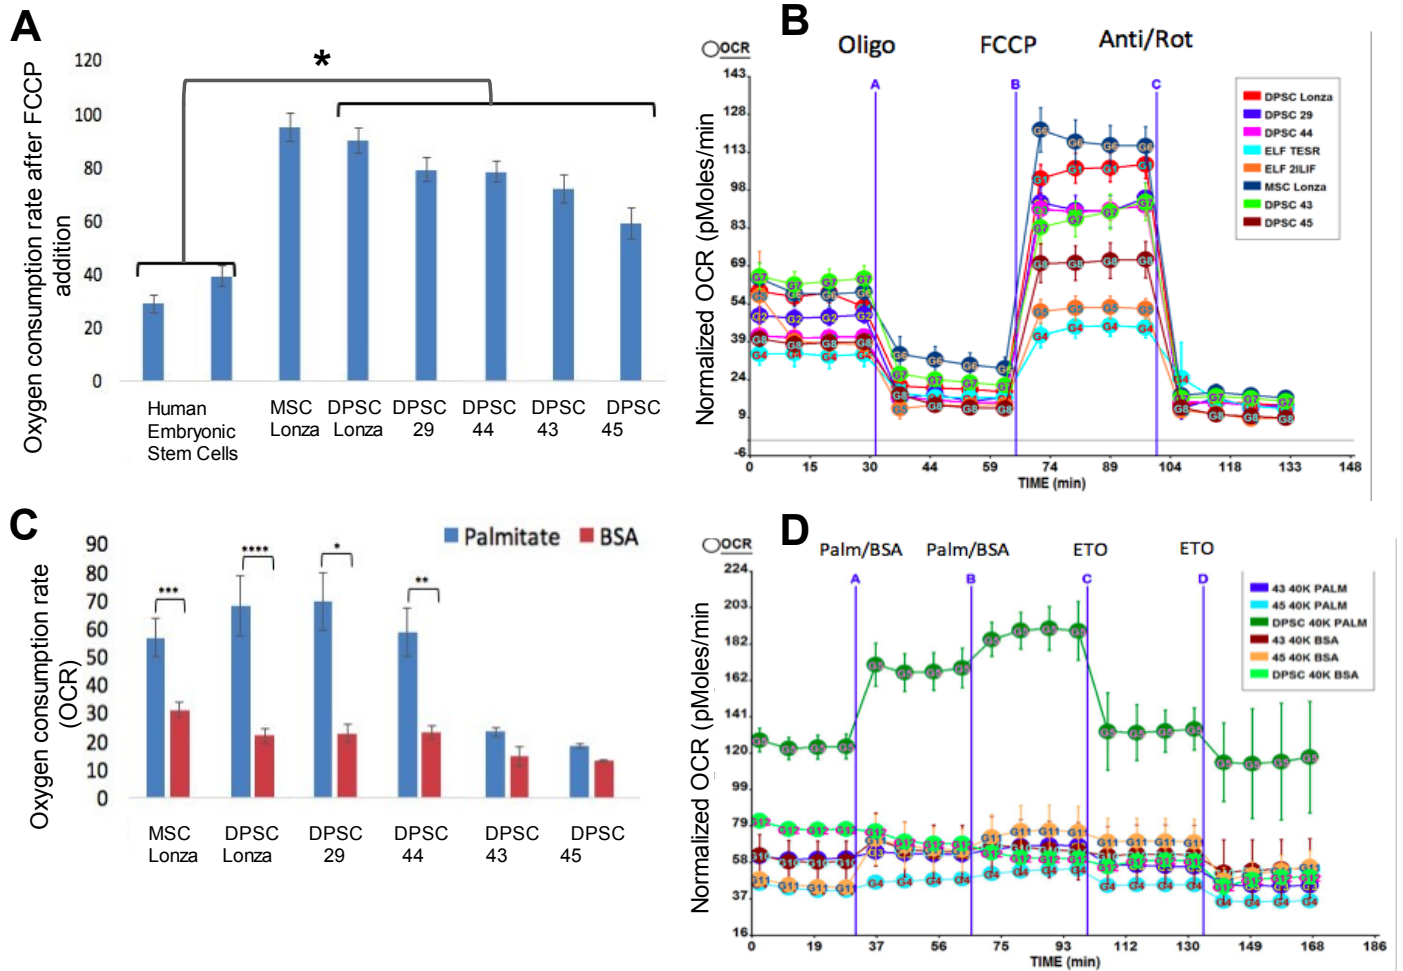 A
Oxygen consumption rate after FCCP
addition
120
100
80
60
40
20
0
*
Human
Embryonic
Stem Cells
MSC
Lonza
DPSC
Lonza
DPSC
29
DPSC
44
DPSC
43
DPSC
45
B
OCR
Oligo
FCCP
Anti/Rot
Normalized OCR (pMoles/min
143
128
113
98
83
69
54
39
24
9
-6
A
B
C
DPSC Lonza
DPSC 29
DPSC 44
ELF TESR
ELF 2ILIF
MSC Lonza
DPSC 43
DPSC 45
0 15 30 44 59 74 89 104 118 133 148
TIME (min)
C
Oxygen consumption rate
(OCR)
Palmitate
BSA
90
80
70
60
50
40
30
20
10
0
***
****
*
**
MSC
Lonza
DPSC
Lonza
DPSC
29
DPSC
44
DPSC
43
DPSC
45
D
OCR
Palm/BSA
Palm/BSA
ETO
ETO
Normalized OCR (pMoles/min
224
203
182
162
141
120
99
79
58
37
16
A
B
C
D
43 40K PALM
45 40K PALM
DPSC 40K PALM
43 40K BSA
45 40K BSA
DPSC 40K BSA
0 19 37 56 75 93 112 130 149 168 186
TIME (min)